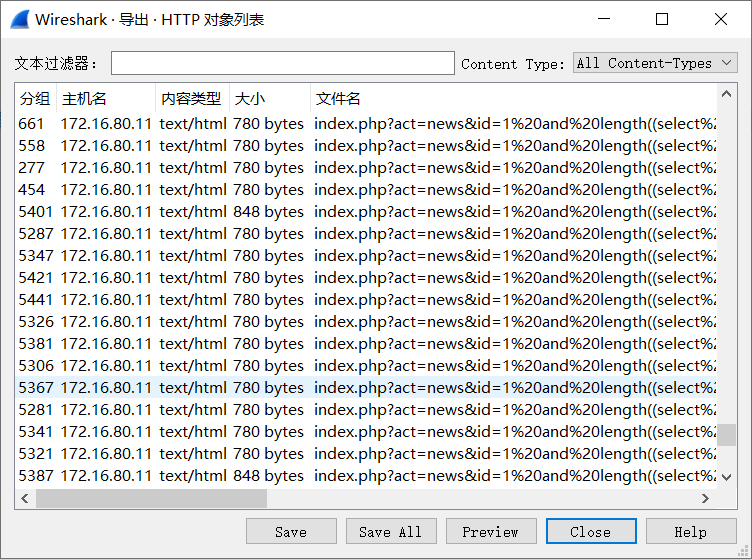 Wireshark · 导出 · HTTP 对象列表
文本过滤器： Content Type: All Content-Types
分组 主机名 内容类型 大小 文件名
661 172.16.80.11 text/html 780 bytes index.php?act=news&id=1%20and%20length((select%2
558 172.16.80.11 text/html 780 bytes index.php?act=news&id=1%20and%20length((select%2
277 172.16.80.11 text/html 780 bytes index.php?act=news&id=1%20and%20length((select%2
454 172.16.80.11 text/html 780 bytes index.php?act=news&id=1%20and%20length((select%2
5401 172.16.80.11 text/html 848 bytes index.php?act=news&id=1%20and%20length((select%2
5287 172.16.80.11 text/html 780 bytes index.php?act=news&id=1%20and%20length((select%2
5347 172.16.80.11 text/html 780 bytes index.php?act=news&id=1%20and%20length((select%2
5421 172.16.80.11 text/html 780 bytes index.php?act=news&id=1%20and%20length((select%2
5441 172.16.80.11 text/html 780 bytes index.php?act=news&id=1%20and%20length((select%2
5326 172.16.80.11 text/html 780 bytes index.php?act=news&id=1%20and%20length((select%2
5381 172.16.80.11 text/html 780 bytes index.php?act=news&id=1%20and%20length((select%2
5306 172.16.80.11 text/html 780 bytes index.php?act=news&id=1%20and%20length((select%2
5367 172.16.80.11 text/html 780 bytes index.php?act=news&id=1%20and%20length((select%2
5281 172.16.80.11 text/html 780 bytes index.php?act=news&id=1%20and%20length((select%2
5341 172.16.80.11 text/html 780 bytes index.php?act=news&id=1%20and%20length((select%2
5321 172.16.80.11 text/html 780 bytes index.php?act=news&id=1%20and%20length((select%2
5387 172.16.80.11 text/html 848 bytes index.php?act=news&id=1%20and%20length((select%2
Save Save All Preview Close Help